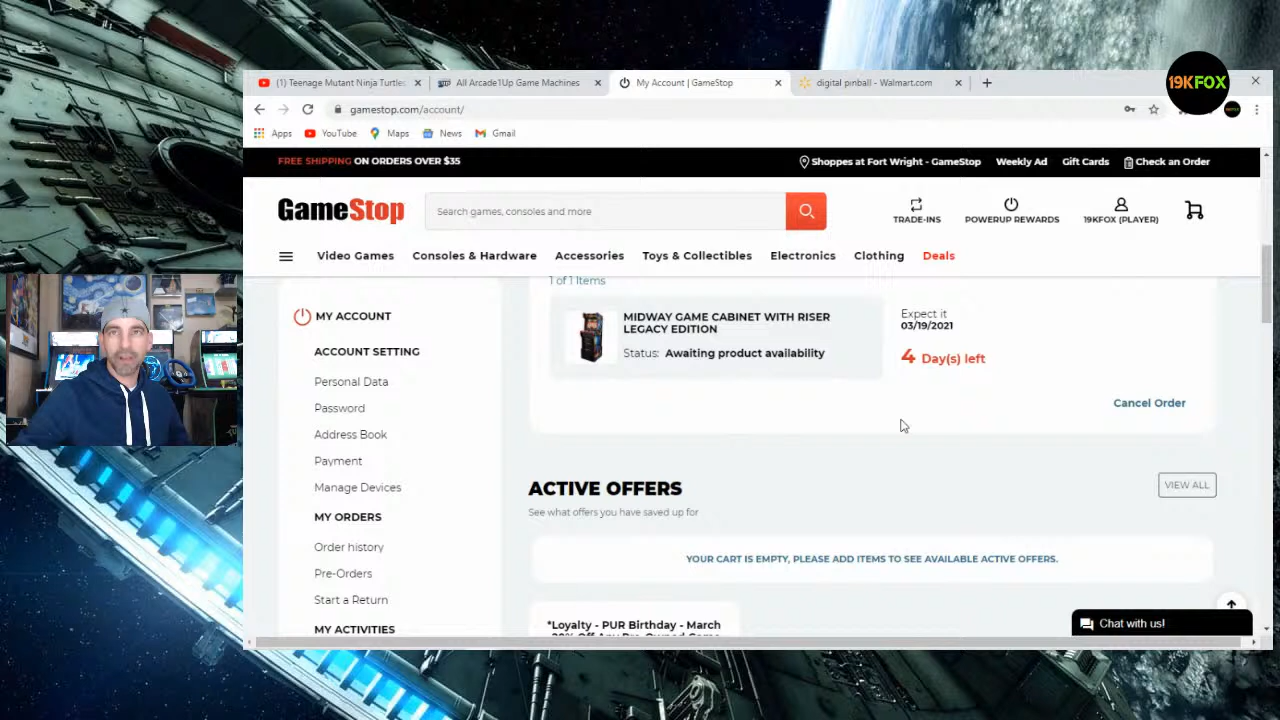 19KFOX
(1) Teenage Mutant Ninja Turtles
All Arcade1Up Game Machines
My Account | GameStop
digital pinball - Walmart.com
gamestop.com/account/
Apps YouTube Maps News Gmail
FREE SHIPPING ON ORDERS OVER $35
Shoppes at Fort Wright - GameStop Weekly Ad Gift Cards Check an Order
GameStop
Search games, consoles and more
TRADE-INS
POWERUP REWARDS
19KFOX (PLAYER)
Video Games Consoles & Hardware Accessories Toys & Collectibles Electronics Clothing Deals
1 of 1 Items
MIDWAY GAME CABINET WITH RISER
LEGACY EDITION
Status: Awaiting product availability
Expect it
03/19/2021
4 Day(s) left
Cancel Order
MY ACCOUNT
ACCOUNT SETTING
Personal Data
Password
Address Book
Payment
Manage Devices
MY ORDERS
Order history
Pre-Orders
Start a Return
MY ACTIVITIES
ACTIVE OFFERS
VIEW ALL
See what offers you have saved up for
YOUR CART IS EMPTY, PLEASE ADD ITEMS TO SEE AVAILABLE ACTIVE OFFERS.
*Loyalty - PUR Birthday - March
20% Off Any Pre-Owned Game
Chat with us!